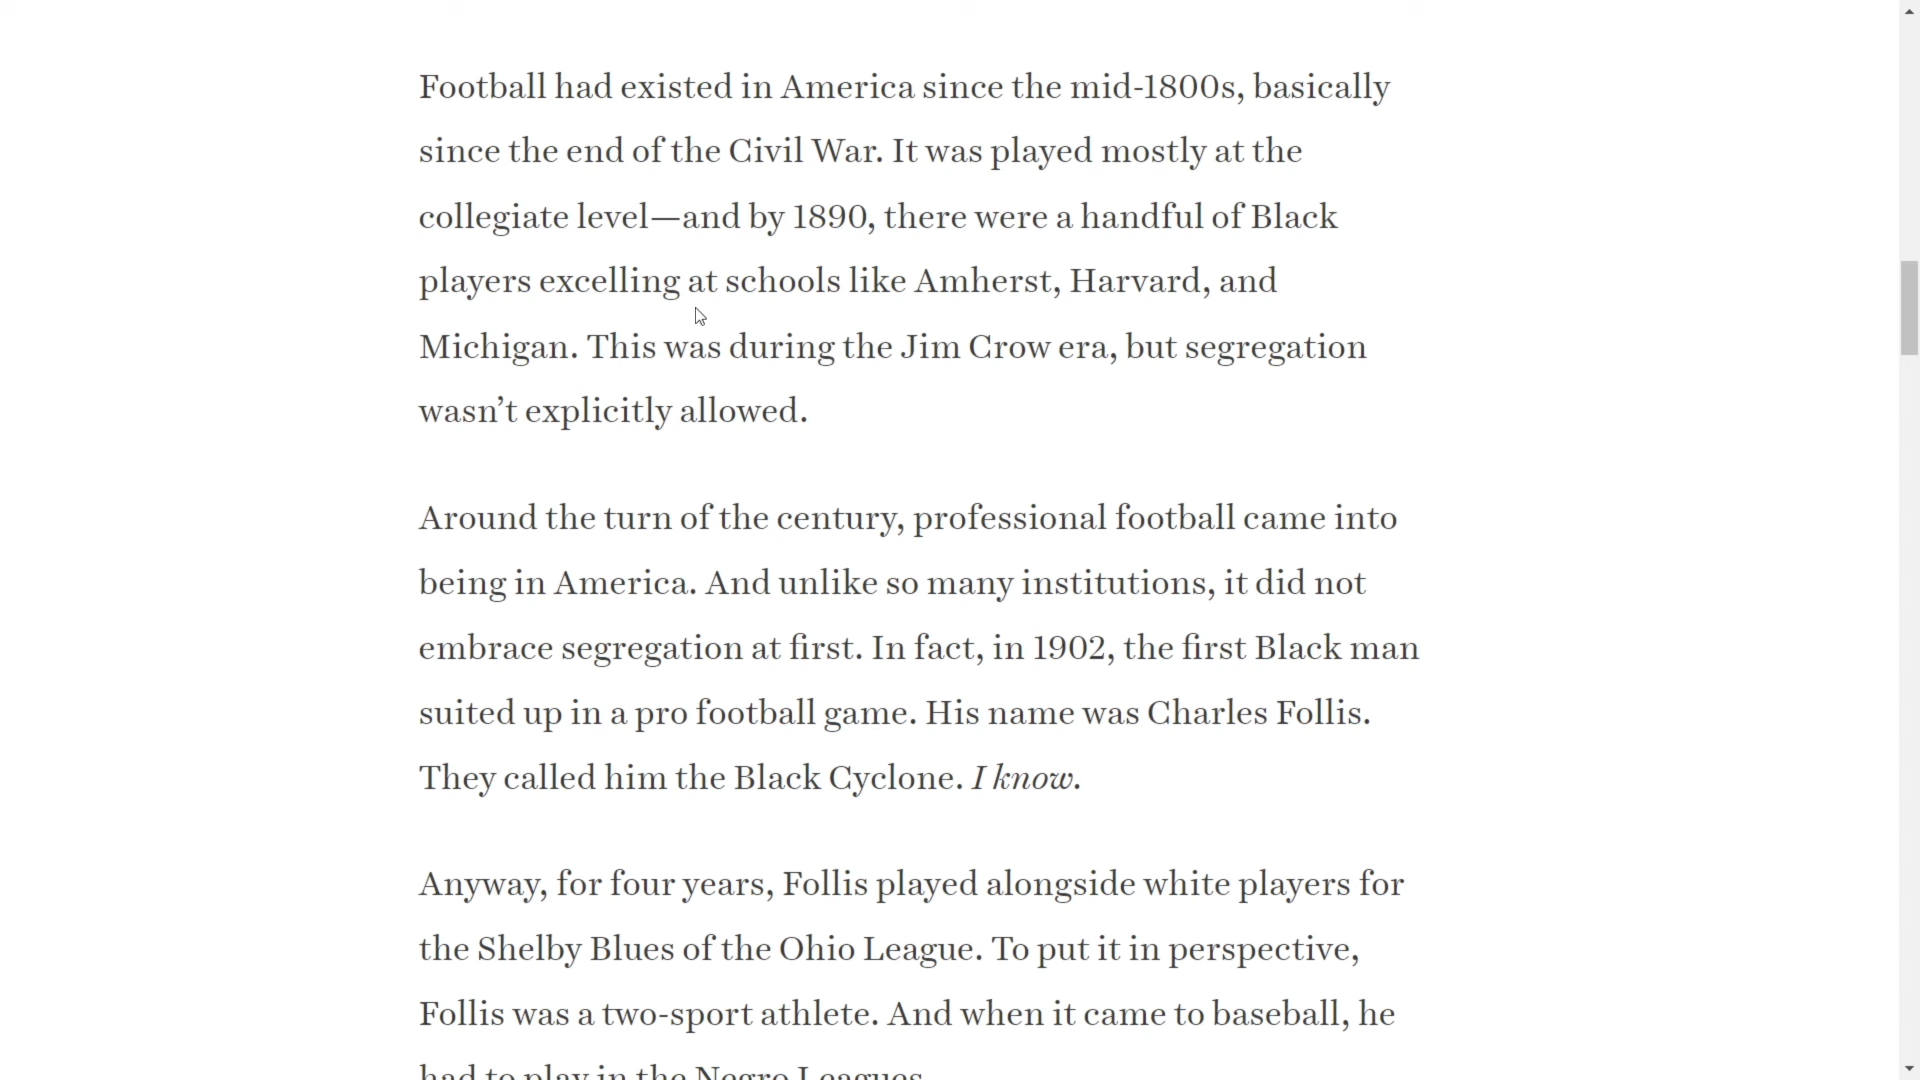 Football had existed in America since the mid-1800s, basically
since the end of the Civil War. It was played mostly at the
collegiate level—and by 1890, there were a handful of Black
players excelling at schools like Amherst, Harvard, and
Michigan. This was during the Jim Crow era, but segregation
wasn’t explicitly allowed.
Around the turn of the century, professional football came into
being in America. And unlike so many institutions, it did not
embrace segregation at first. In fact, in 1902, the first Black man
suited up in a pro football game. His name was Charles Follis.
They called him the Black Cyclone. I know.
Anyway, for four years, Follis played alongside white players for
the Shelby Blues of the Ohio League. To put it in perspective,
Follis was a two-sport athlete. And when it came to baseball, he
had to play in the Negro Leagues.